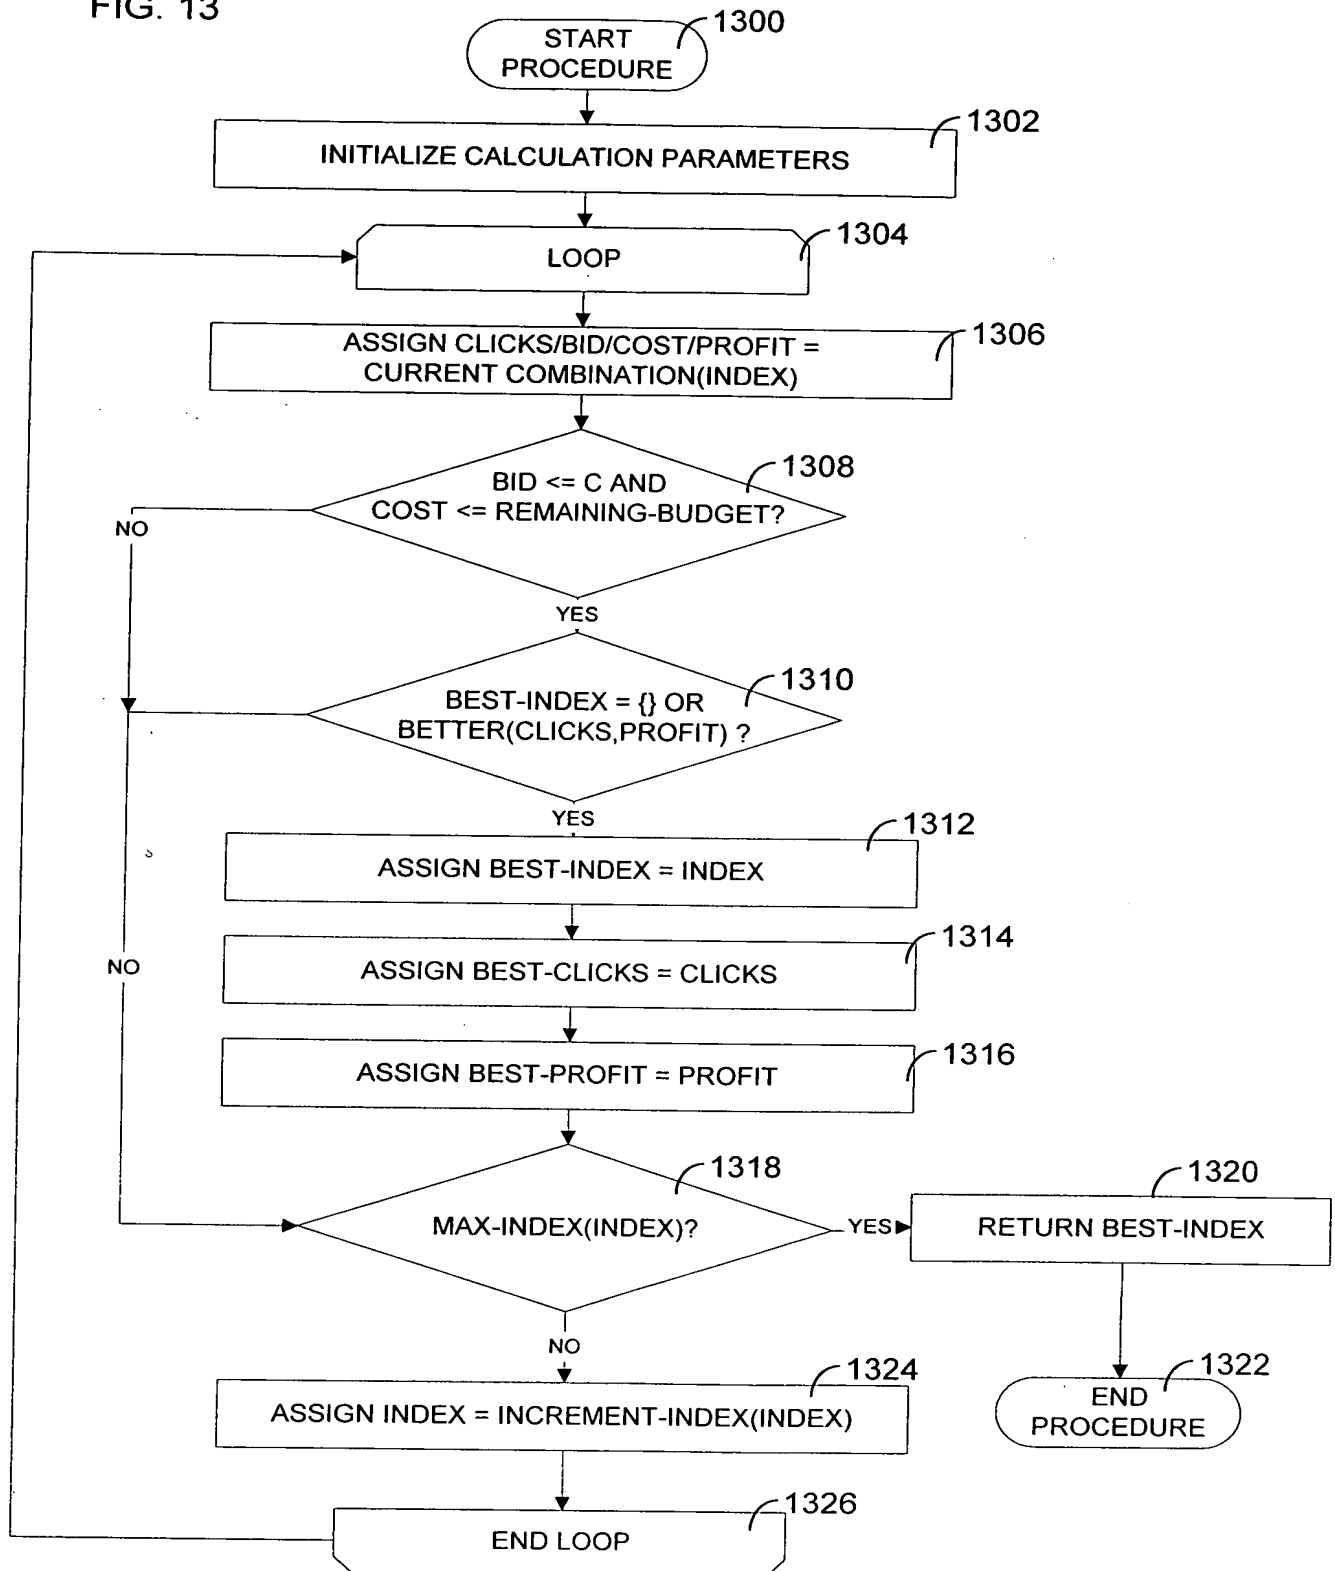 FIG. 13
START
PROCEDURE
1300
INITIALIZE CALCULATION PARAMETERS
1302
LOOP
1304
ASSIGN CLICKS/BID/COST/PROFIT =
CURRENT COMBINATION(INDEX)
1306
BID <= C AND
COST <= REMAINING-BUDGET?
1308
NO
YES
BEST-INDEX = {} OR
BETTER(CLICKS,PROFIT) ?
1310
YES
ASSIGN BEST-INDEX = INDEX
1312
NO
ASSIGN BEST-CLICKS = CLICKS
1314
ASSIGN BEST-PROFIT = PROFIT
1316
MAX-INDEX(INDEX)?
1318
YES
RETURN BEST-INDEX
1320
NO
END
PROCEDURE
1322
ASSIGN INDEX = INCREMENT-INDEX(INDEX)
1324
END LOOP
1326